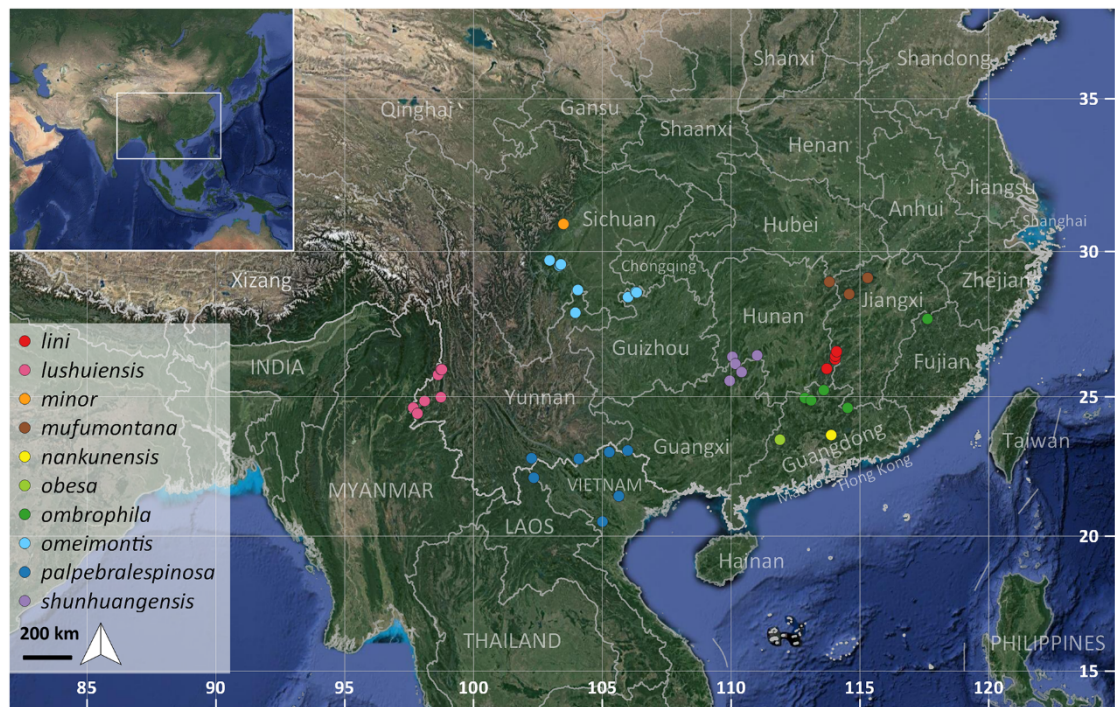 Shanxi
Shandong
35
Qinghai
Gansu
Shaanxi
Henan
Jiangsu
Anhui
Shanghai
Sichuan
Hubei
30
Chongqing
Xizang
Zhejiang
Jiangxi
Hunan
Guizhou
Fujian
INDIA
Yunnan
25
Guangxi
Guangdong
Taiwan
Macao
Hong Kong
MYANMAR
VIETNAM
LAOS
Hainan
20
THAILAND
PHILIPPINES
15
lini
lushuiensis
minor
mufumontana
nankunensis
obesa
ombrophila
omeimontis
palpebralespinosa
shunhuangensis
200 km
85 90 95 100 105 110 115 120